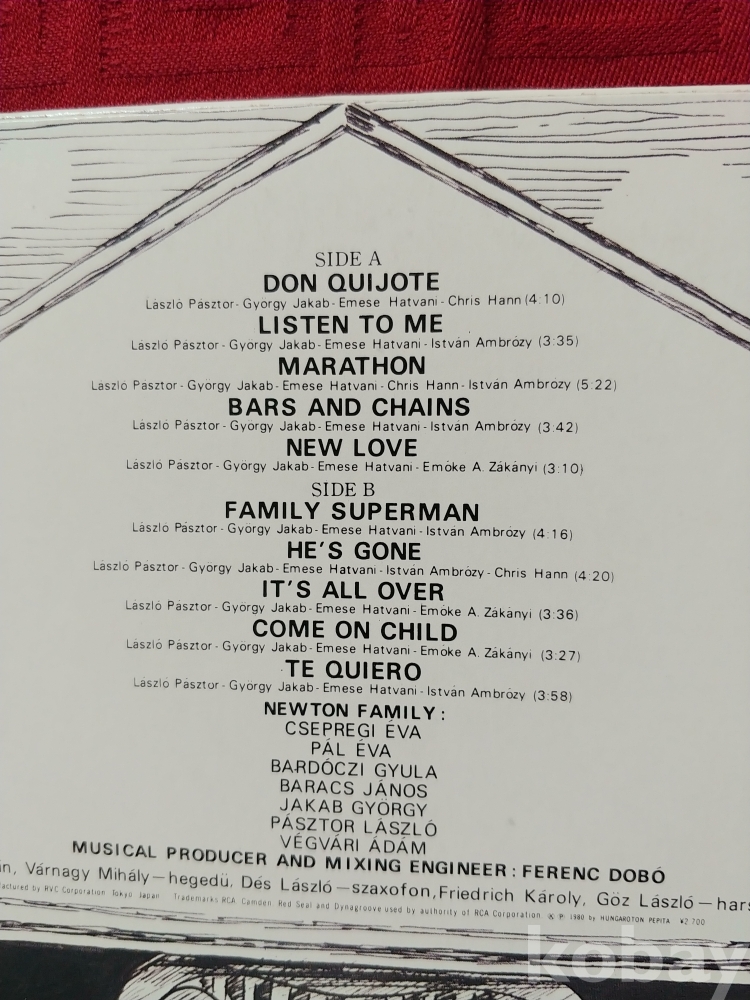 SIDE A
DON QUIJOTE
László Pásztor - György Jakab - Emese Hatvani - Chris Hann (4:10)
LISTEN TO ME
László Pásztor - György Jakab - Emese Hatvani - István Ambrózy (3:35)
MARATHON
László Pásztor - György Jakab - Emese Hatvani - Chris Hann - István Ambrózy (5:22)
BARS AND CHAINS
László Pásztor - György Jakab - Emese Hatvani - István Ambrózy (3:42)
NEW LOVE
László Pásztor - György Jakab - Emese Hatvani - Emőke A. Zákányi (3:10)
SIDE B
FAMILY SUPERMAN
László Pásztor - György Jakab - Emese Hatvani - István Ambrózy (4:16)
HE'S GONE
László Pásztor - György Jakab - Emese Hatvani - István Ambrózy - Chris Hann (4:20)
IT'S ALL OVER
László Pásztor - György Jakab - Emese Hatvani - Emőke A. Zákányi (3:36)
COME ON CHILD
László Pásztor - György Jakab - Emese Hatvani - Emőke A. Zákányi (3:27)
TE QUIERO
László Pásztor - György Jakab - Emese Hatvani - István Ambrózy (3:58)
NEWTON FAMILY:
CSEPREGI ÉVA
PÁL ÉVA
BARDÓCZI GYULA
BARACS JÁNOS
JAKAB GYÖRGY
PÁSZTOR LÁSZLÓ
VÉGVÁRI ÁDÁM
MUSICAL PRODUCER AND MIXING ENGINEER: FERENC DOBÓ
Várnagy Mihály—hegedü, Dés László—szaxofon, Friedrich Károly, Göz László—hars
by RVC Corporation Tokyo Japan Trademarks RCA Camden Red Seal and Dynagroove used by authority of RCA Corporation Ⓚ Ⓟ 1980 by HUNGAROTON PEPITA ¥2,700
kobay